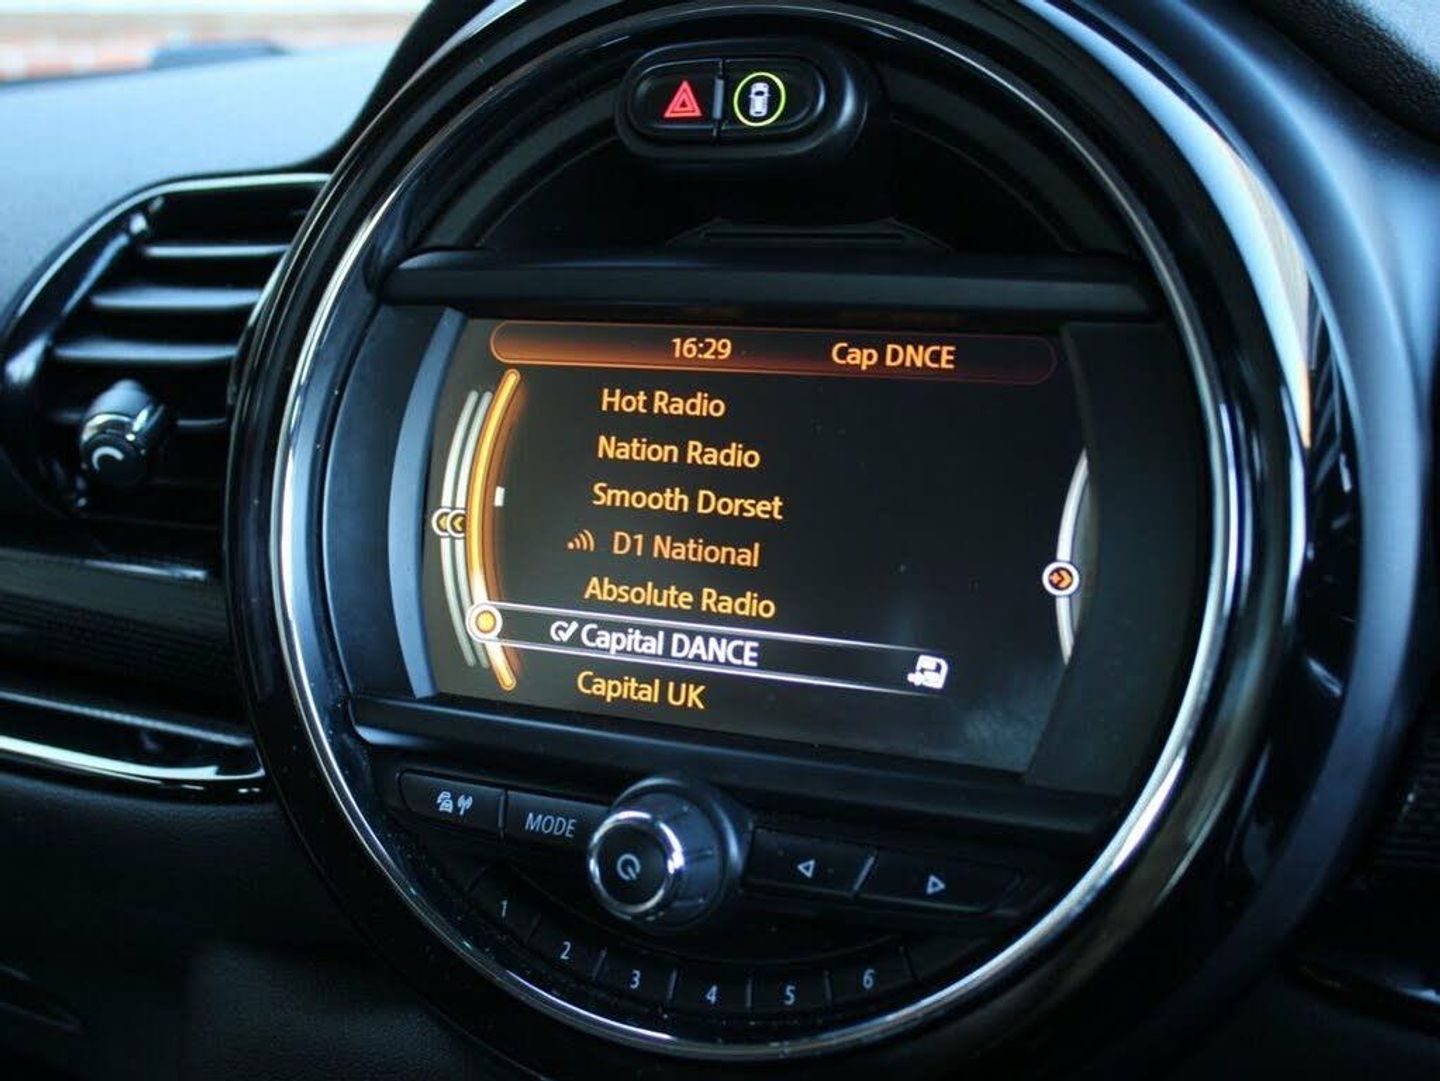 16:29 Cap DNCE
Hot Radio
Nation Radio
Smooth Dorset
D1 National
Absolute Radio
Capital DANCE
Capital UK
MODE
1 2 3 4 5 6